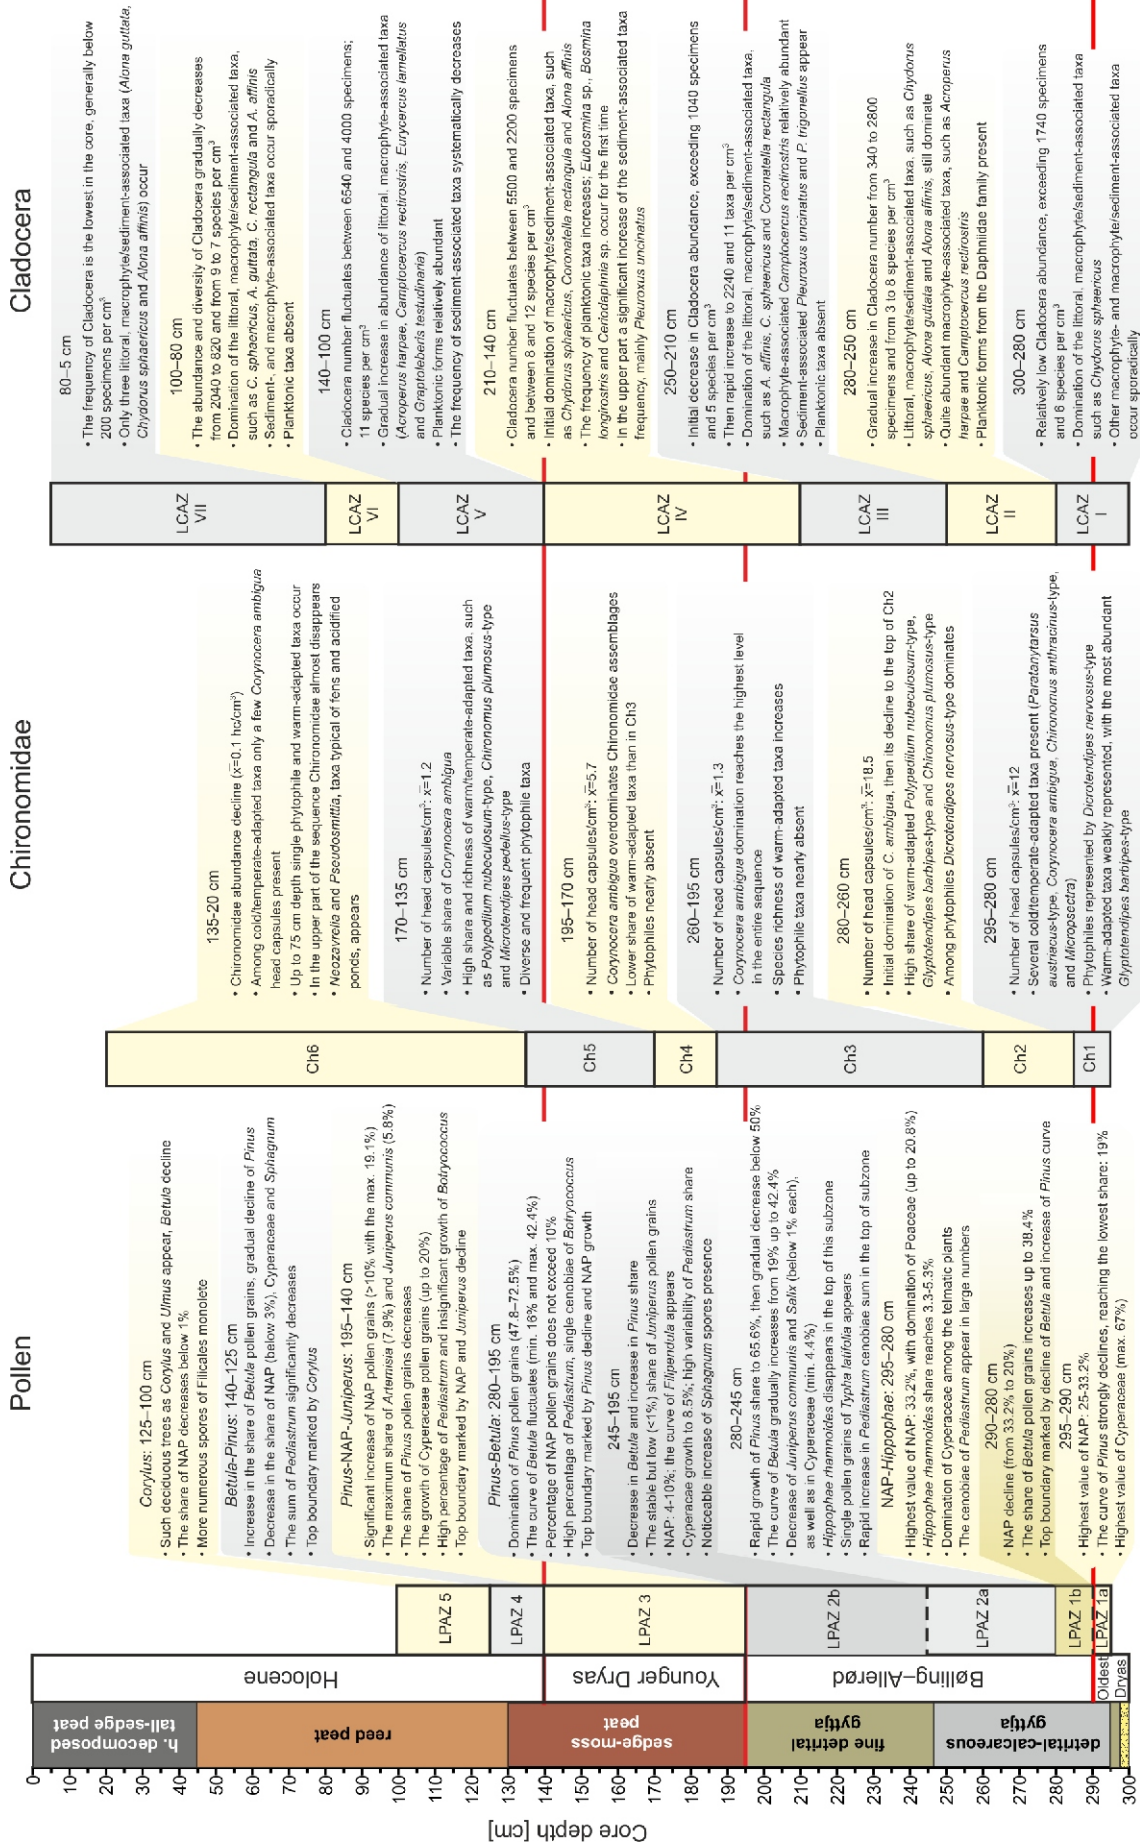 Pollen
Corylus: 125–100 cm
• Such deciduous trees as Corylus and Ulmus appear, Betula decline
• The share of NAP decreases below 1%
• More numerous spores of Filicales monolete
Betula-Pinus: 140–125 cm
• Increase in the share of Betula pollen grains, gradual decline of Pinus
• Decrease in the share of NAP (below 3%), Cyperaceae and Sphagnum
• The sum of Pediastrum significantly decreases
Top boundary marked by Corylus
Pinus-NAP-Juniperus: 195–140 cm
• Significant increase of NAP pollen grains (>10% with the max. 19.1%)
• The maximum share of Artemisia (7.9%) and Juniperus communis (5.8%)
• The share of Pinus pollen grains decreases
• The growth of Cyperaceae pollen grains (up to 20%)
• High percentage of Pediastrum and insignificant growth of Botryococcus
• Top boundary marked by NAP and Juniperus decline
Pinus-Betula: 280–195 cm
• Domination of Pinus pollen grains (47.8–72.5%)
• The curve of Betula fluctuates (min. 16% and max. 42.4%)
• Percentage of NAP pollen grains does not exceed 10%
• High percentage of Pediastrum, single cenobiae of Botryococcus
• Top boundary marked by Pinus decline and NAP growth
245–195 cm
• Decrease in Betula and increase in Pinus share
• The stable but low (<1%) share of Juniperus pollen grains
• NAP: 4-10%; the curve of Filipendula appears
• Cyperaceae growth to 8.5%; high variability of Pediastrum share
• Noticeable increase of Sphagnum spores presence
280–245 cm
• Rapid growth of Pinus share to 65.6%, then gradual decrease below 50%
• The curve of Betula gradually increases from 19% up to 42.4%
• Decrease of Juniperus communis and Salix (below 1% each),
as well as in Cyperaceae (min. 4.4%)
• Hippophae rhamnoides disappears in the top of this subzone
• Single pollen grains of Typha latifolia appears
• Rapid increase in Pediastrum cenobiae sum in the top of subzone
NAP-Hippophae: 295–280 cm
• Highest value of NAP: 33.2%, with domination of Poaceae (up to 20.8%)
• Hippophae rhamnoides share reaches 3.3-5.3%
• Domination of Cyperaceae among the telmatic plants
• The cenobiae of Pediastrum appear in large numbers
290–280 cm
• NAP decline (from 33.2% to 20%)
• The share of Betula pollen grains increases up to 38.4%
• Top boundary marked by decline of Betula and increase of Pinus curve
295–290 cm
• Highest value of NAP: 25-33.2%
• The curve of Pinus strongly declines, reaching the lowest share: 19%
• Highest value of Cyperaceae (max. 67%)
LPAZ 5
LPAZ 4
LPAZ 3
LPAZ 2b
LPAZ 2a
LPAZ 1b
LPAZ 1a
Holocene
Younger Dryas
Bølling–Allerød
Oldest
Dryas
h. decomposed
tall-sedge peat
reed peat
sedge-moss
peat
fine detrital
gyttja
detrital-calcareous
gyttja
0
10
20
30
40
50
60
70
80
90
100
110
120
130
140
150
160
170
180
190
200
210
220
230
240
250
260
270
280
290
300
Core depth [cm]
Chironomidae
135-20 cm
• Chironomidae abundance decline (x̅=0.1 hc/cm³)
• Among cold/temperate-adapted taxa only a few Corynocera ambigua
head capsules present
• Up to 75 cm depth single phytophile and warm-adapted taxa occur
• In the upper part of the sequence Chironomidae almost disappears
Neozavrelia and Pseudosmittia, taxa typical of fens and acidified
ponds, appears
170–135 cm
• Number of head capsules/cm³: x̅=1.2
• Variable share of Corynocera ambigua
• High share and richness of warm/temperate-adapted taxa, such
as Polypedilum nubeculosum-type, Chironomus plumosus-type
and Microtendipes pedellus-type
• Diverse and frequent phytophile taxa
195–170 cm
• Number of head capsules/cm³: x̅=5.7
• Corynocera ambigua overdominates Chironomidae assemblages
• Lower share of warm-adapted taxa than in Ch3
• Phytophiles nearly absent
260–195 cm
• Number of head capsules/cm³: x̅=1.3
• Corynocera ambigua domination reaches the highest level
in the entire sequence
• Species richness of warm-adapted taxa increases
• Phytophile taxa nearly absent
280–260 cm
• Number of head capsules/cm³: x̅=18.5
• Initial domination of C. ambigua, then its decline to the top of Ch2
• High share of warm-adapted Polypedilum nubeculosum-type,
Glyptotendipes barbipes-type and Chironomus plumosus-type
• Among phytophiles Dicrotendipes nervosus-type dominates
295–280 cm
• Number of head capsules/cm³: x̅=12
• Several cold/temperate-adapted taxa present (Paratanytarsus
austriacus-type, Corynocera ambigua, Chironomus anthracinus-type,
and Micropsectra)
• Phytophiles represented by Dicrotendipes nervosus-type
• Warm-adapted taxa weakly represented, with the most abundant
Glyptotendipes barbipes-type
Ch6
Ch5
Ch4
Ch3
Ch2
Ch1
Cladocera
80–5 cm
• The frequency of Cladocera is the lowest in the core, generally below
200 specimens per cm³
• Only three littoral, macrophyte/sediment-associated taxa (Alona guttata,
Chydorus sphaericus and Alona affinis) occur
100–80 cm
• The abundance and diversity of Cladocera gradually decreases
from 2040 to 820 and from 9 to 7 species per cm³
• Domination of the littoral, macrophyte/sediment-associated taxa,
such as C. sphaericus, A. guttata, C. rectangula and A. affinis
• Sediment-, and macrophyte-associated taxa occur sporadically
• Planktonic taxa absent
140–100 cm
• Cladocera number fluctuates between 6540 and 4000 specimens;
11 species per cm³
• Gradual increase in abundance of littoral, macrophyte-associated taxa
(Acroperus harpae, Camptocercus rectirostris, Eurycercus lamellatus
and Graptoleberis testudinaria)
• Planktonic forms relatively abundant
• The frequency of sediment-associated taxa systematically decreases
210–140 cm
• Cladocera number fluctuates between 5500 and 2200 specimens
and between 8 and 12 species per cm³
• Initial domination of macrophyte/sediment-associated taxa, such
as Chydorus sphaericus, Coronatella rectangula and Alona affinis
• The frequency of planktonic taxa increases; Eubosmina sp., Bosmina
longirostris and Ceriodaphnia sp. occur for the first time
• In the upper part a significant increase of the sediment-associated taxa
frequency, mainly Pleuroxus uncinatus
250–210 cm
• Initial decrease in Cladocera abundance, exceeding 1040 specimens
and 5 species per cm³
• Then rapid increase to 2240 and 11 taxa per cm³
• Domination of the littoral, macrophyte/sediment-associated taxa,
such as A. affinis, C. sphaericus and Coronatella rectangula
• Macrophyte-associated Camptocercus rectirostris relatively abundant
• Sediment-associated Pleuroxus uncinatus and P. trigonellus appear
• Planktonic taxa absent
280–250 cm
• Gradual increase in Cladocera number from 340 to 2800
specimens and from 3 to 8 species per cm³
• Littoral, macrophyte/sediment-associated taxa, such as Chydorus
sphaericus, Alona guttata and Alona affinis, still dominate
• Quite abundant macrophyte-associated taxa, such as Acroperus
harpae and Camptocercus rectirostris
• Planktonic forms from the Daphniidae family present
300–280 cm
• Relatively low Cladocera abundance, exceeding 1740 specimens
and 6 species per cm³
• Domination of the littoral, macrophyte/sediment-associated taxa
such as Chydorus sphaericus
• Other macrophyte- and macrophyte/sediment-associated taxa
occur sporadically
LCAZ
VII
LCAZ
VI
LCAZ
V
LCAZ
IV
LCAZ
III
LCAZ
II
LCAZ
I